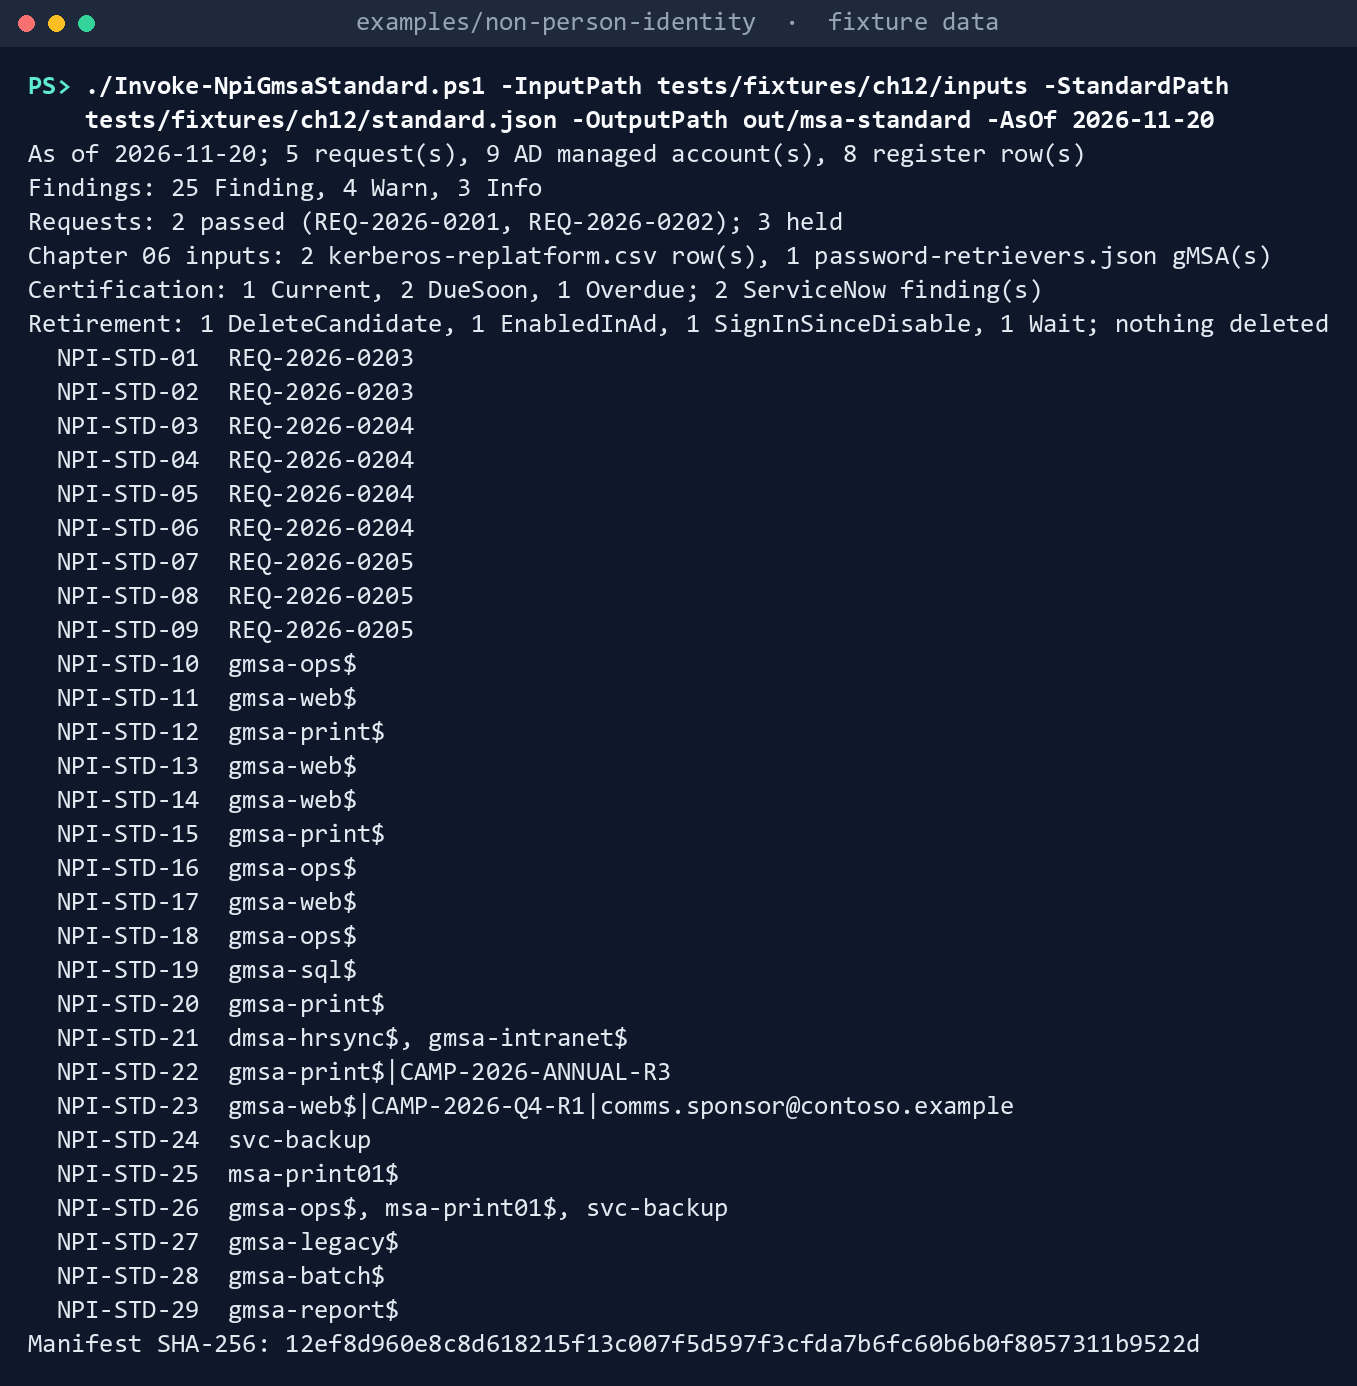 examples/non-person-identity · fixture data
PS> ./Invoke-NpiGmsaStandard.ps1 -InputPath tests/fixtures/ch12/inputs -StandardPath
tests/fixtures/ch12/standard.json -OutputPath out/msa-standard -AsOf 2026-11-20
As of 2026-11-20; 5 request(s), 9 AD managed account(s), 8 register row(s)
Findings: 25 Finding, 4 Warn, 3 Info
Requests: 2 passed (REQ-2026-0201, REQ-2026-0202); 3 held
Chapter 06 inputs: 2 kerberos-replatform.csv row(s), 1 password-retrievers.json gMSA(s)
Certification: 1 Current, 2 DueSoon, 1 Overdue; 2 ServiceNow finding(s)
Retirement: 1 DeleteCandidate, 1 EnabledInAd, 1 SignInSinceDisable, 1 Wait; nothing deleted
NPI-STD-01 REQ-2026-0203
NPI-STD-02 REQ-2026-0203
NPI-STD-03 REQ-2026-0204
NPI-STD-04 REQ-2026-0204
NPI-STD-05 REQ-2026-0204
NPI-STD-06 REQ-2026-0204
NPI-STD-07 REQ-2026-0205
NPI-STD-08 REQ-2026-0205
NPI-STD-09 REQ-2026-0205
NPI-STD-10 gmsa-ops$
NPI-STD-11 gmsa-web$
NPI-STD-12 gmsa-print$
NPI-STD-13 gmsa-web$
NPI-STD-14 gmsa-web$
NPI-STD-15 gmsa-print$
NPI-STD-16 gmsa-ops$
NPI-STD-17 gmsa-web$
NPI-STD-18 gmsa-ops$
NPI-STD-19 gmsa-sql$
NPI-STD-20 gmsa-print$
NPI-STD-21 dmsa-hrsync$, gmsa-intranet$
NPI-STD-22 gmsa-print$|CAMP-2026-ANNUAL-R3
NPI-STD-23 gmsa-web$|CAMP-2026-Q4-R1|comms.sponsor@contoso.example
NPI-STD-24 svc-backup
NPI-STD-25 msa-print01$
NPI-STD-26 gmsa-ops$, msa-print01$, svc-backup
NPI-STD-27 gmsa-legacy$
NPI-STD-28 gmsa-batch$
NPI-STD-29 gmsa-report$
Manifest SHA-256: 12ef8d960e8c8d618215f13c007f5d597f3cfda7b6fc60b6b0f8057311b9522d